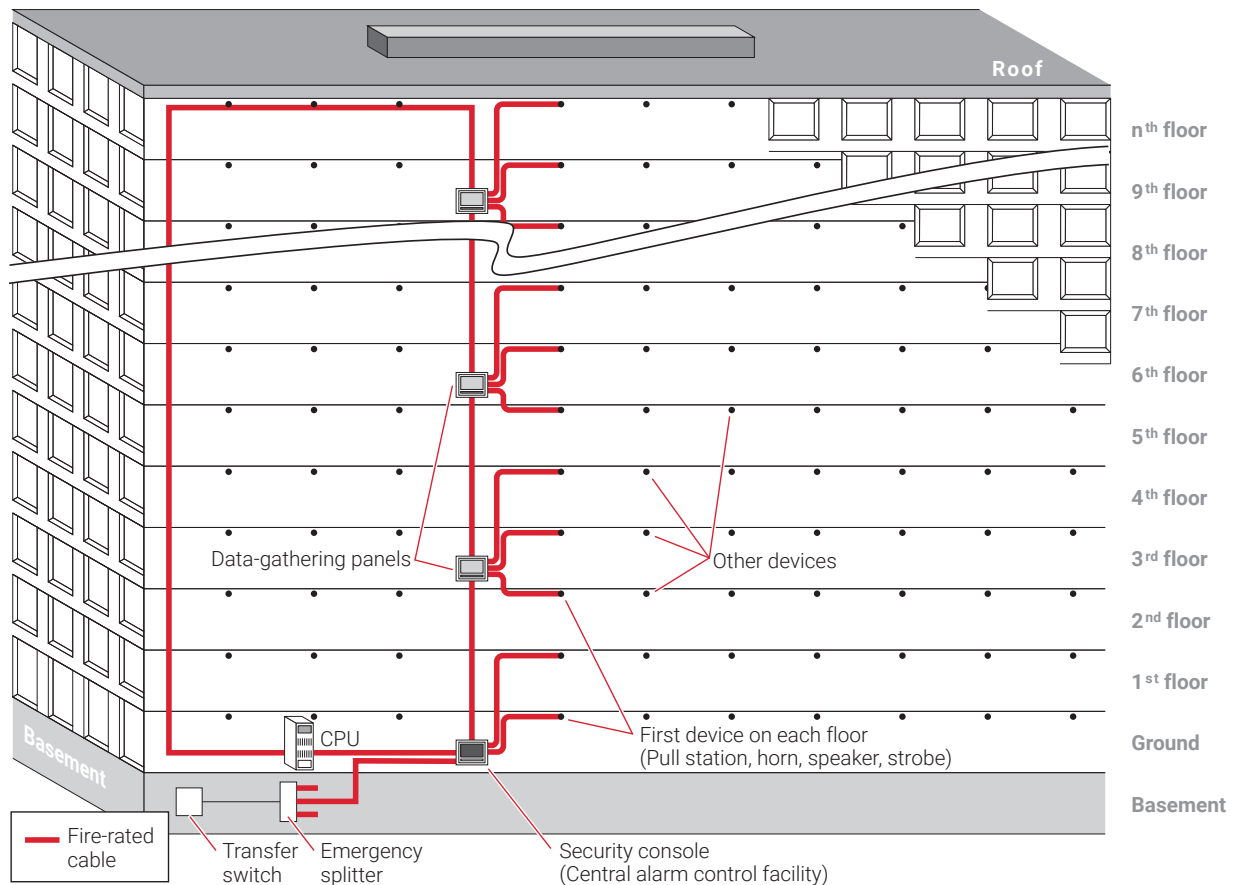 Roof
nth floor
9th floor
8th floor
7th floor
6th floor
5th floor
4th floor
Data-gathering panels
Other devices
3rd floor
2nd floor
1st floor
CPU
First device on each floor
(Pull station, horn, speaker, strobe)
Ground
Basement
Basement
Fire-rated
cable
Transfer
switch
Emergency
splitter
Security console
(Central alarm control facility)